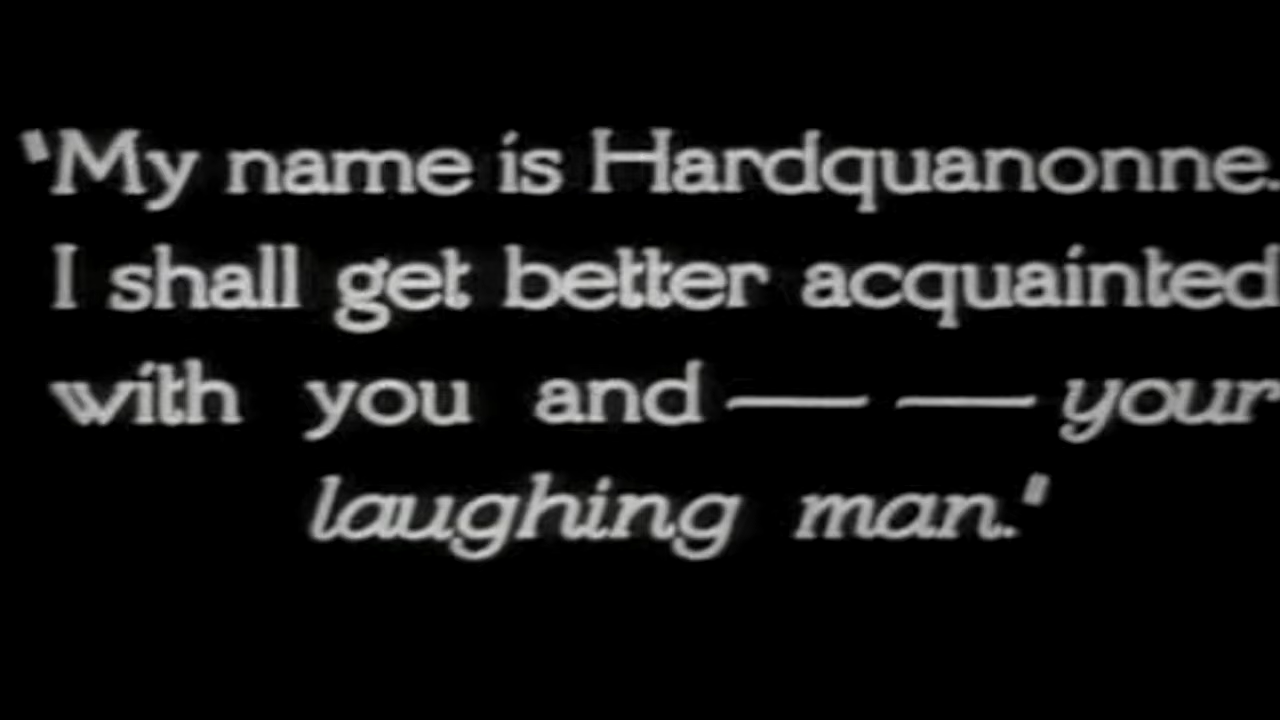 "My name is Hardquanonne.
I shall get better acquainted
with you and — — your
laughing man."